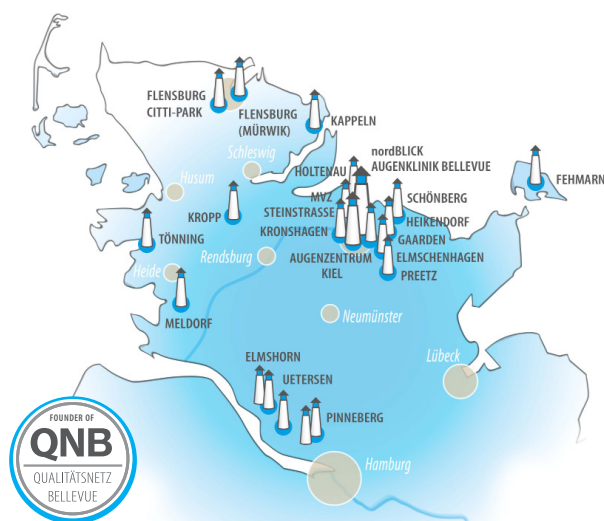 FLENSBURG
CITTI-PARK
FLENSBURG
(MÜRWIK)
KAPPELN
Schleswig
Husum
nordBLICK
AUGENKLINIK BELLEVUE
HOLTENAU
FEHMARN
MVZ
STEINSTRASSE
SCHÖNBERG
KROPP
HEIKENDORF
KRONSHAGEN
GAARDEN
TÖNNING
ELMSCHENHAGEN
AUGENZENTRUM
KIEL
PREETZ
Rendsburg
Heide
MELDORF
Neumünster
Lübeck
ELMSHORN
UETERSEN
PINNEBERG
Hamburg
FOUNDER OF
QNB
QUALITÄTSNETZ
BELLEVUE